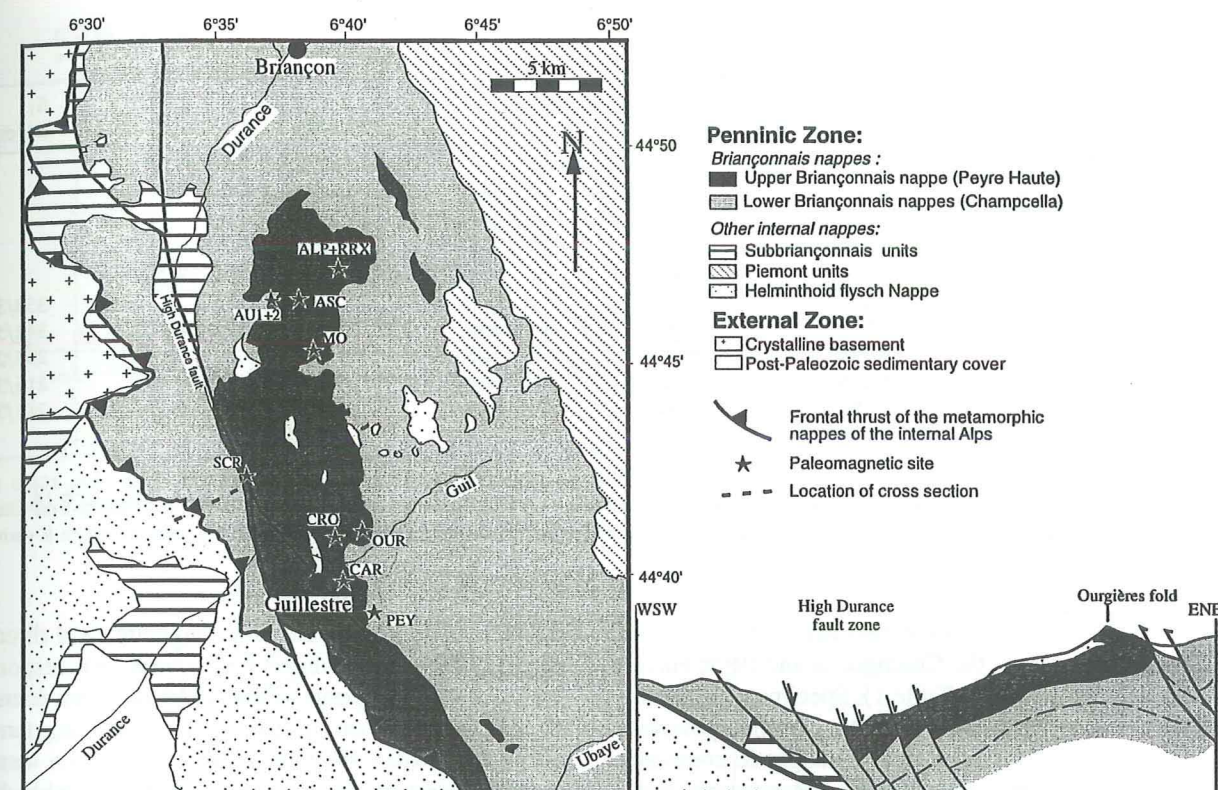 6°30'
6°35'
6°40'
6°45'
6°50'
Briançon
5 km
Durance
N
44°50
Penninic Zone:
Briançonnais nappes :
Upper Briançonnais nappe (Peyre Haute)
Lower Briançonnais nappes (Champcella)
Other internal nappes:
Subbriançonnais units
Piemont units
Helminthoid flysch Nappe
External Zone:
Crystalline basement
Post-Paleozoic sedimentary cover
Frontal thrust of the metamorphic
nappes of the internal Alps
Paleomagnetic site
Location of cross section
ALP+RRX
ASC
AU1+2
MO
44°45'
High Durance fault
SCR
Guil
CRO
OUR
CAR
44°40'
Guillestre
PEY
Durance
Ubaye
WSW
High Durance
fault zone
Ourgières fold
ENE